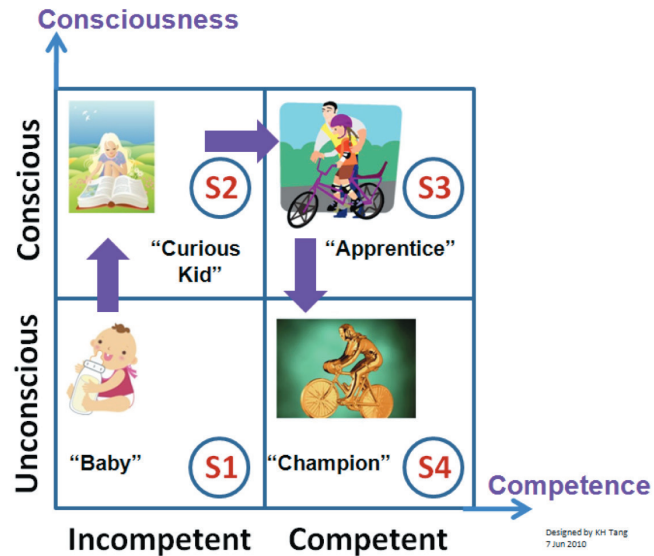 Consciousness
Conscious
S2
S3
“Curious
Kid”
“Apprentice”
Unconscious
“Baby”
S1
“Champion”
S4
Competence
Incompetent
Competent
Designed by KH Tang
7 Jun 2010